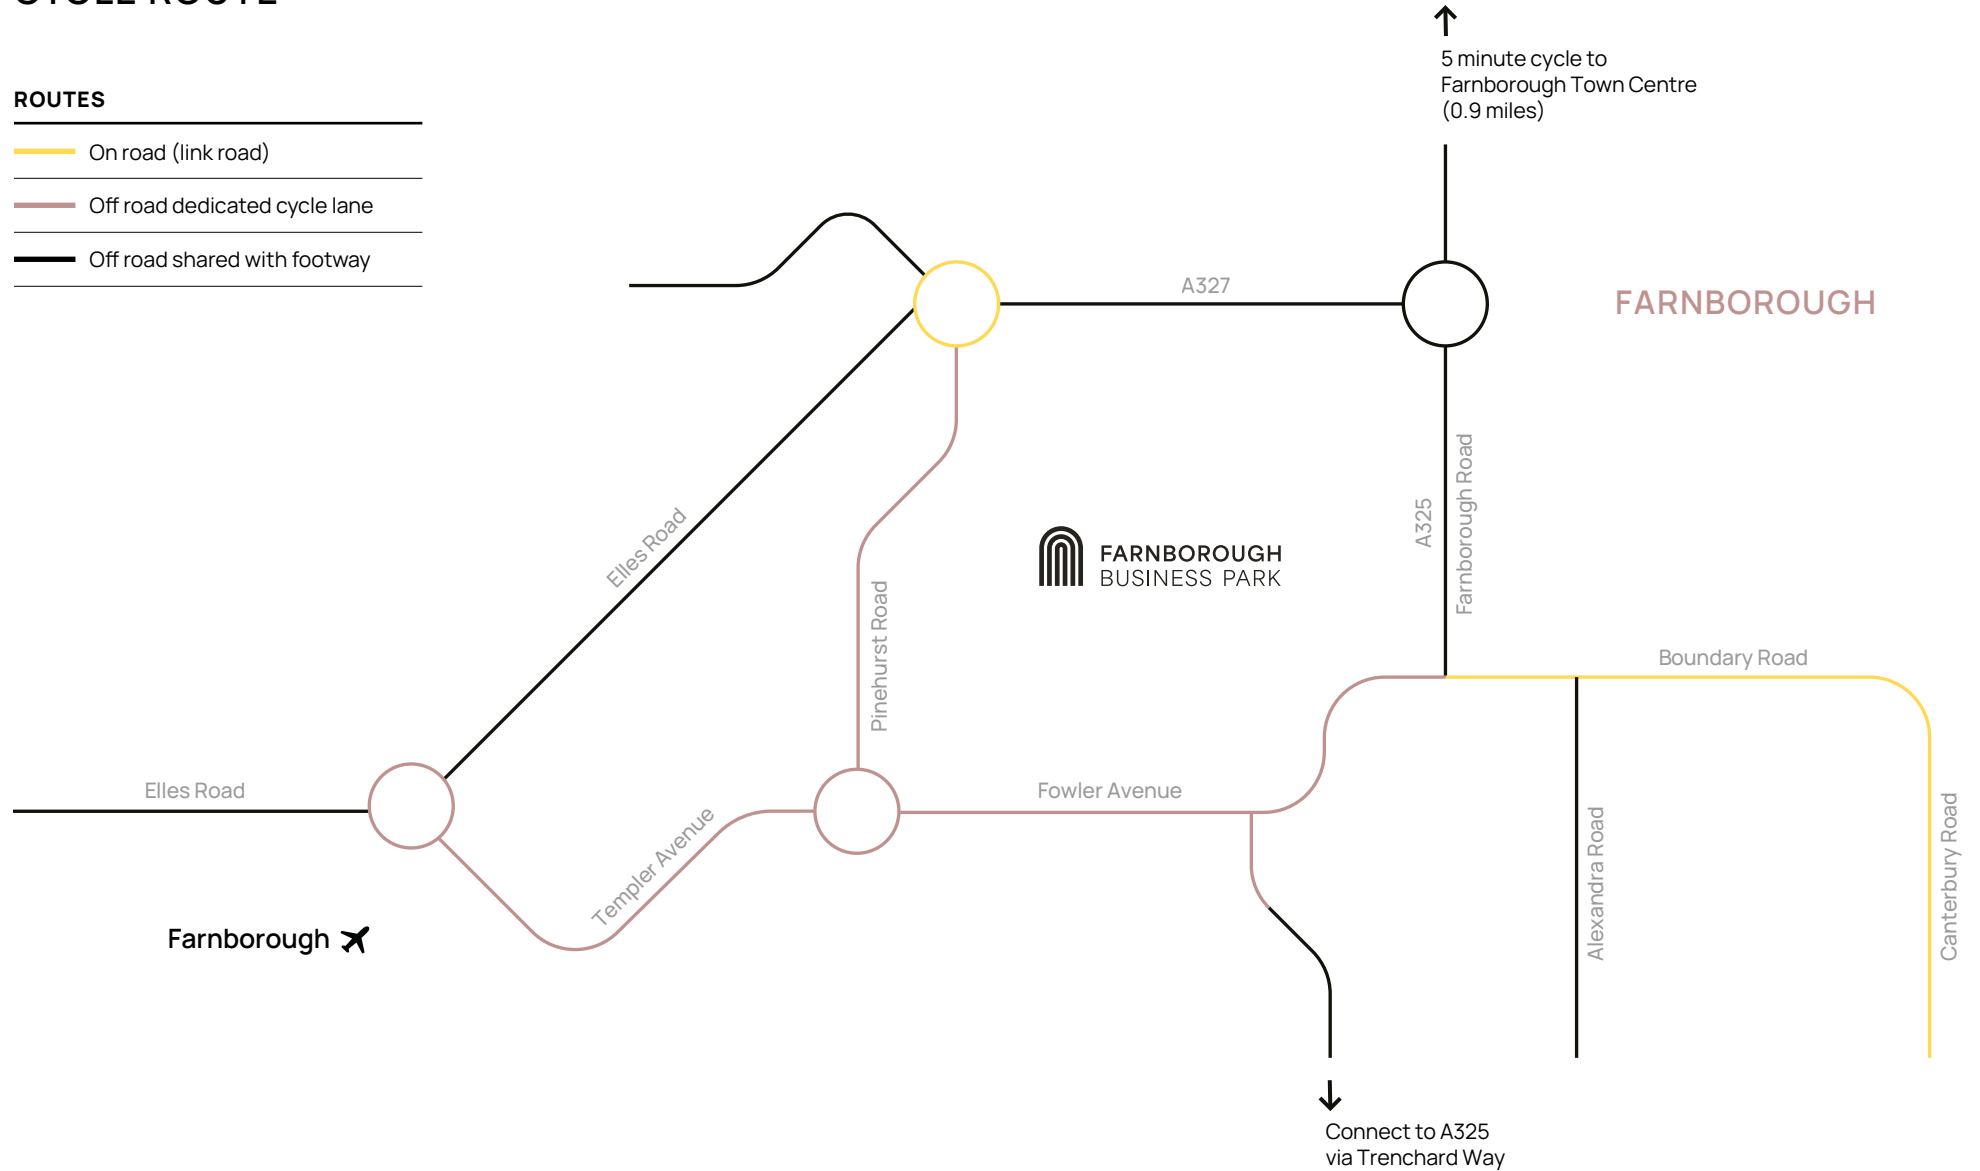 CYCLE ROUTE
5 minute cycle to
Farnborough Town Centre
(0.9 miles)
ROUTES
On road (link road)
Off road dedicated cycle lane
Off road shared with footway
A327
FARNBOROUGH
Elles Road
A325
Farnborough Road
FARNBOROUGH
BUSINESS PARK
Pinehurst Road
Boundary Road
Elles Road
Fowler Avenue
Templer Avenue
Alexandra Road
Canterbury Road
Farnborough
Connect to A325
via Trenchard Way